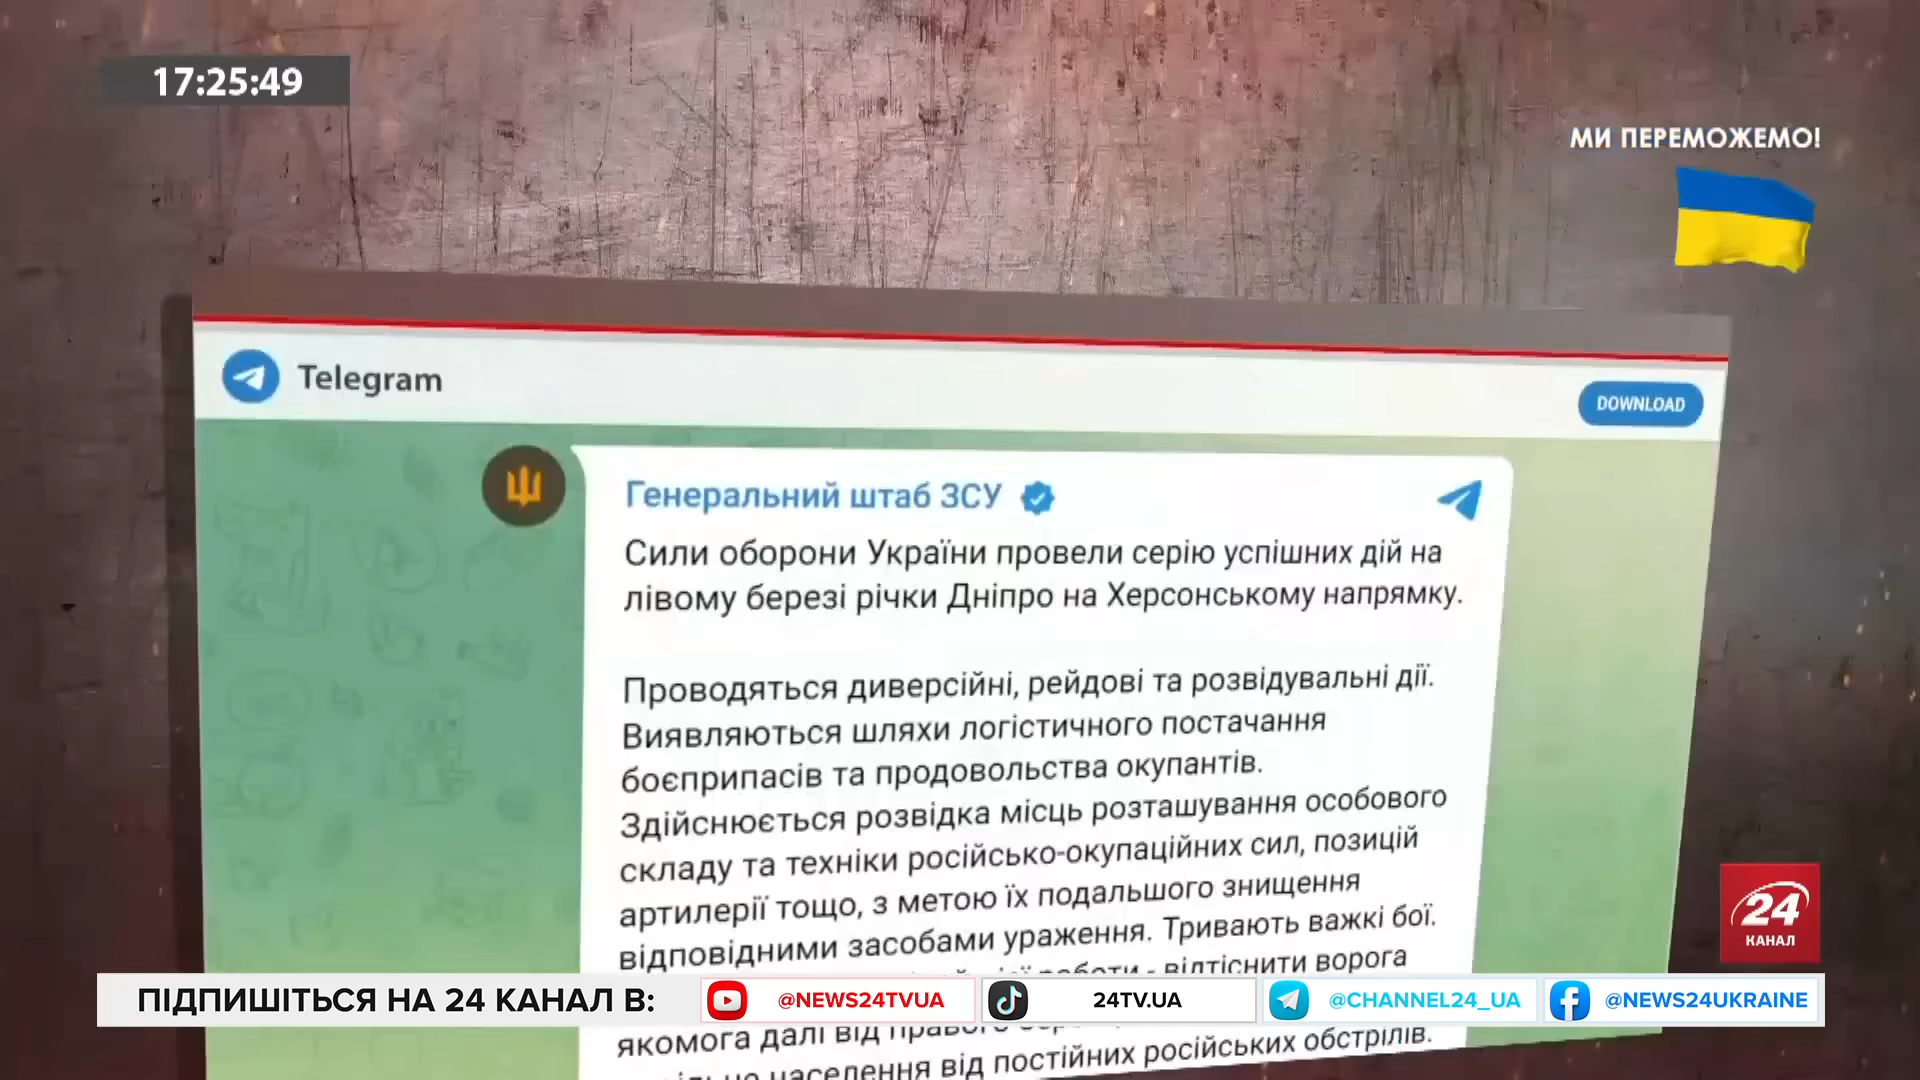 17:25:49
МИ ПЕРЕМОЖЕМО!
Telegram
DOWNLOAD
Генеральний штаб ЗСУ
Сили оборони України провели серію успішних дій на
лівому березі річки Дніпро на Херсонському напрямку.
Проводяться диверсійні, рейдові та розвідувальні дії.
Виявляються шляхи логістичного постачання
боєприпасів та продовольства окупантів.
Здійснюється розвідка місць розташування особового
складу та техніки російсько-окупаційних сил, позицій
артилерії тощо, з метою їх подальшого знищення
відповідними засобами ураження. Тривають важкі бої.
роботи - відтіснити ворога
якомога далі від правого
населення від постійних російських обстрілів.
24
КАНАЛ
ПІДПИШІТЬСЯ НА 24 КАНАЛ В:
@NEWS24TVUA
24TV.UA
@CHANNEL24_UA
@NEWS24UKRAINE